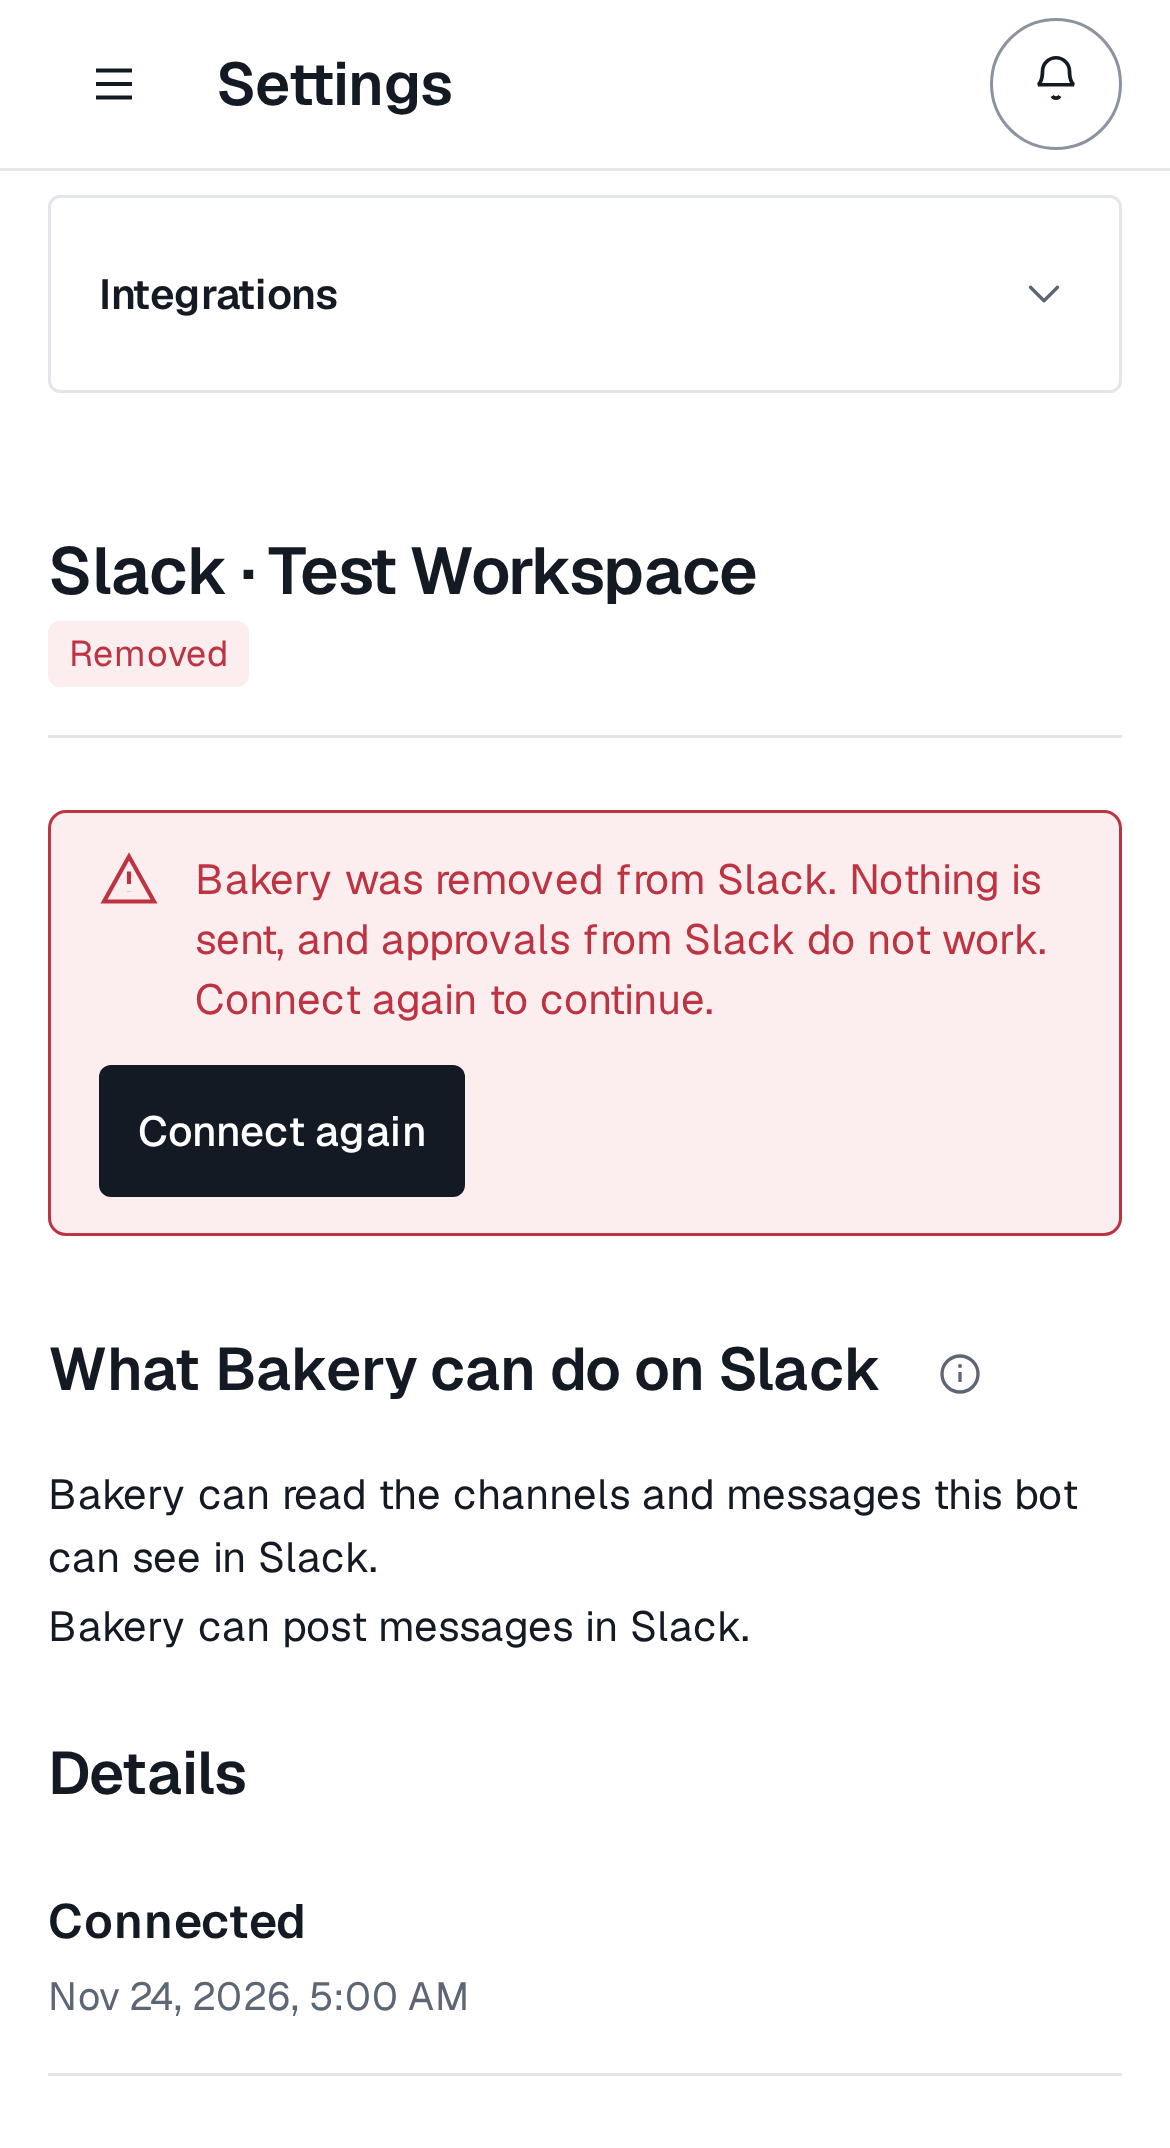 Settings
Integrations
Slack · Test Workspace
Removed
Bakery was removed from Slack. Nothing is
sent, and approvals from Slack do not work.
Connect again to continue.
Connect again
What Bakery can do on Slack
Bakery can read the channels and messages this bot
can see in Slack.
Bakery can post messages in Slack.
Details
Connected
Nov 24, 2026, 5:00 AM